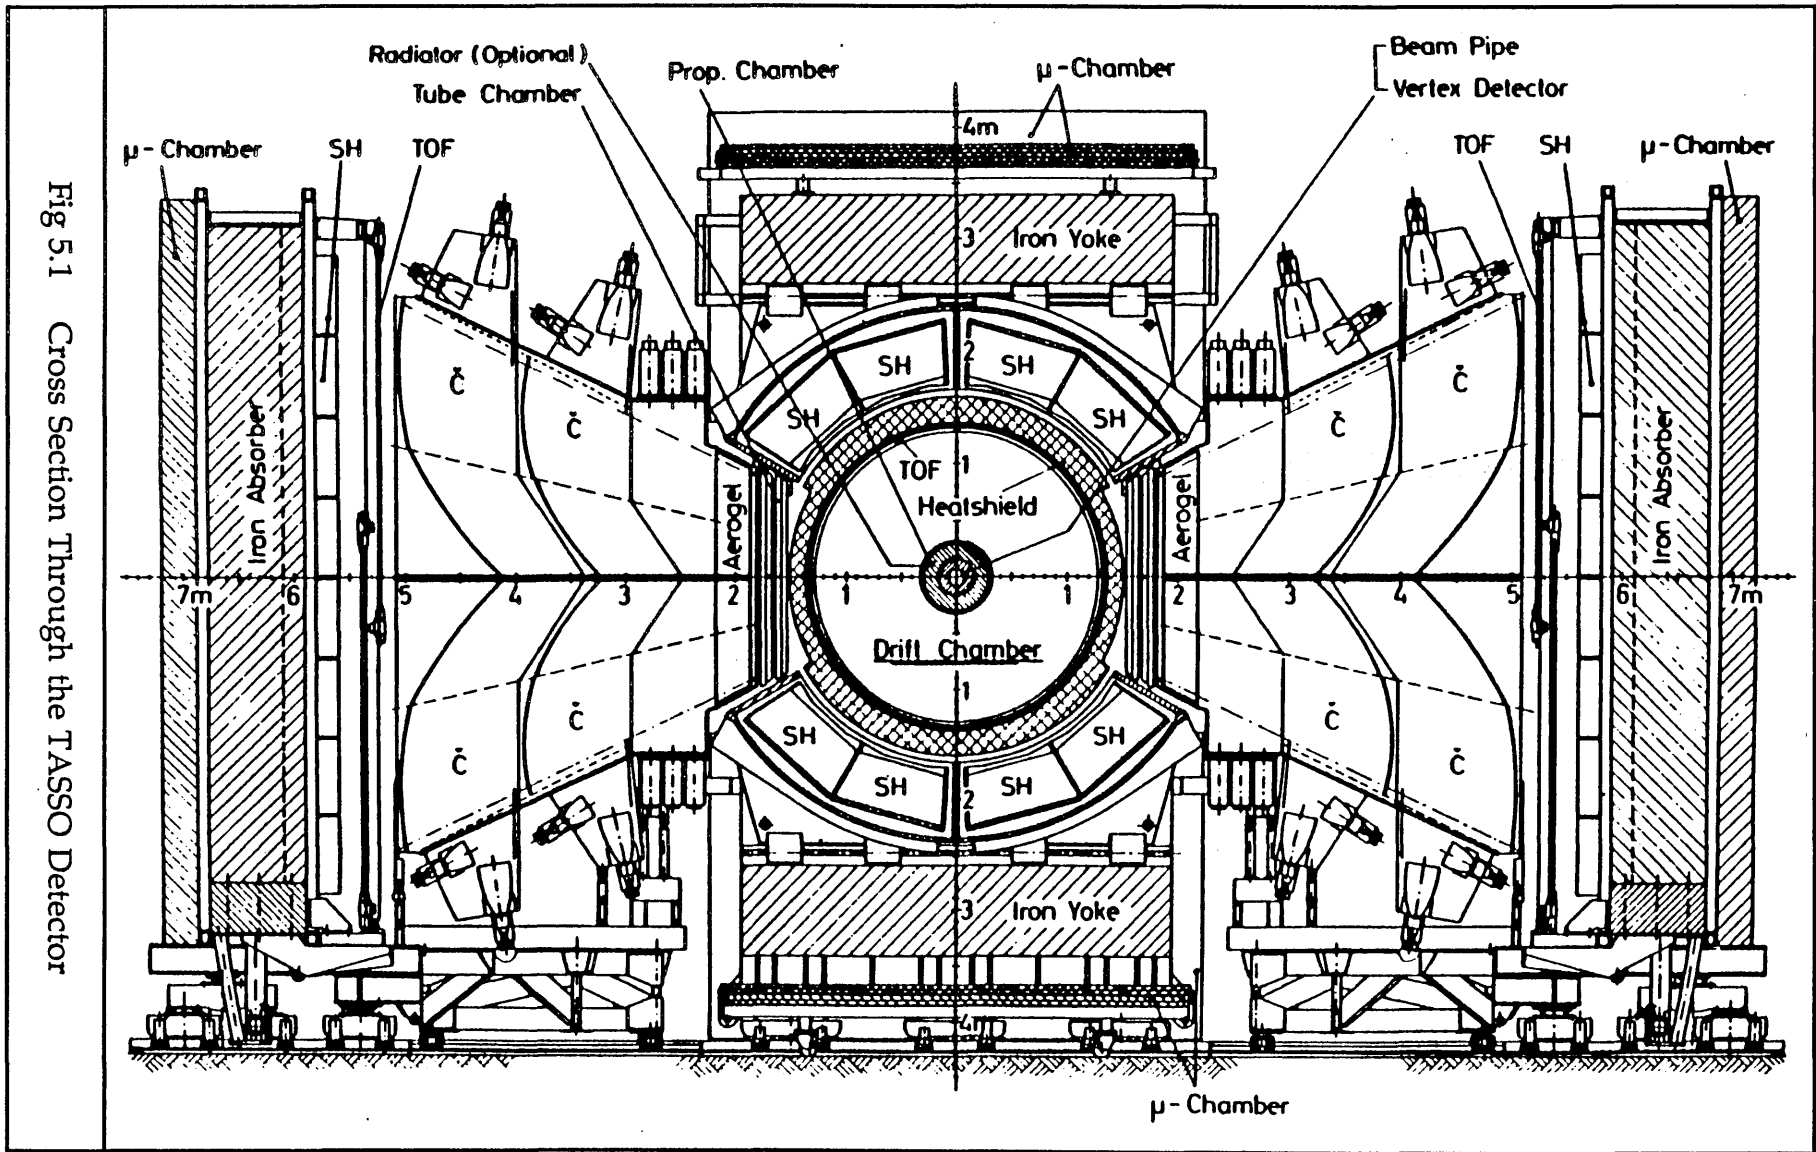 Fig 5.1 Cross Section Through the TASSO Detector
Radiator (Optional)
Tube Chamber
Prop. Chamber
μ-Chamber
Beam Pipe
Vertex Detector
μ-Chamber
SH
TOF
TOF
SH
μ-Chamber
4m
3
Iron Yoke
2
SH
SH
SH
SH
Č
Č
Č
Č
Iron Absorber
Aerogel
TOF
1
Heatshield
Aerogel
Iron Absorber
7m 6 5 4 3 2 1 1 2 3 4 5 6 7m
Drift Chamber
1
Č
Č
Č
Č
SH
SH
SH
SH
2
3
Iron Yoke
4
μ-Chamber